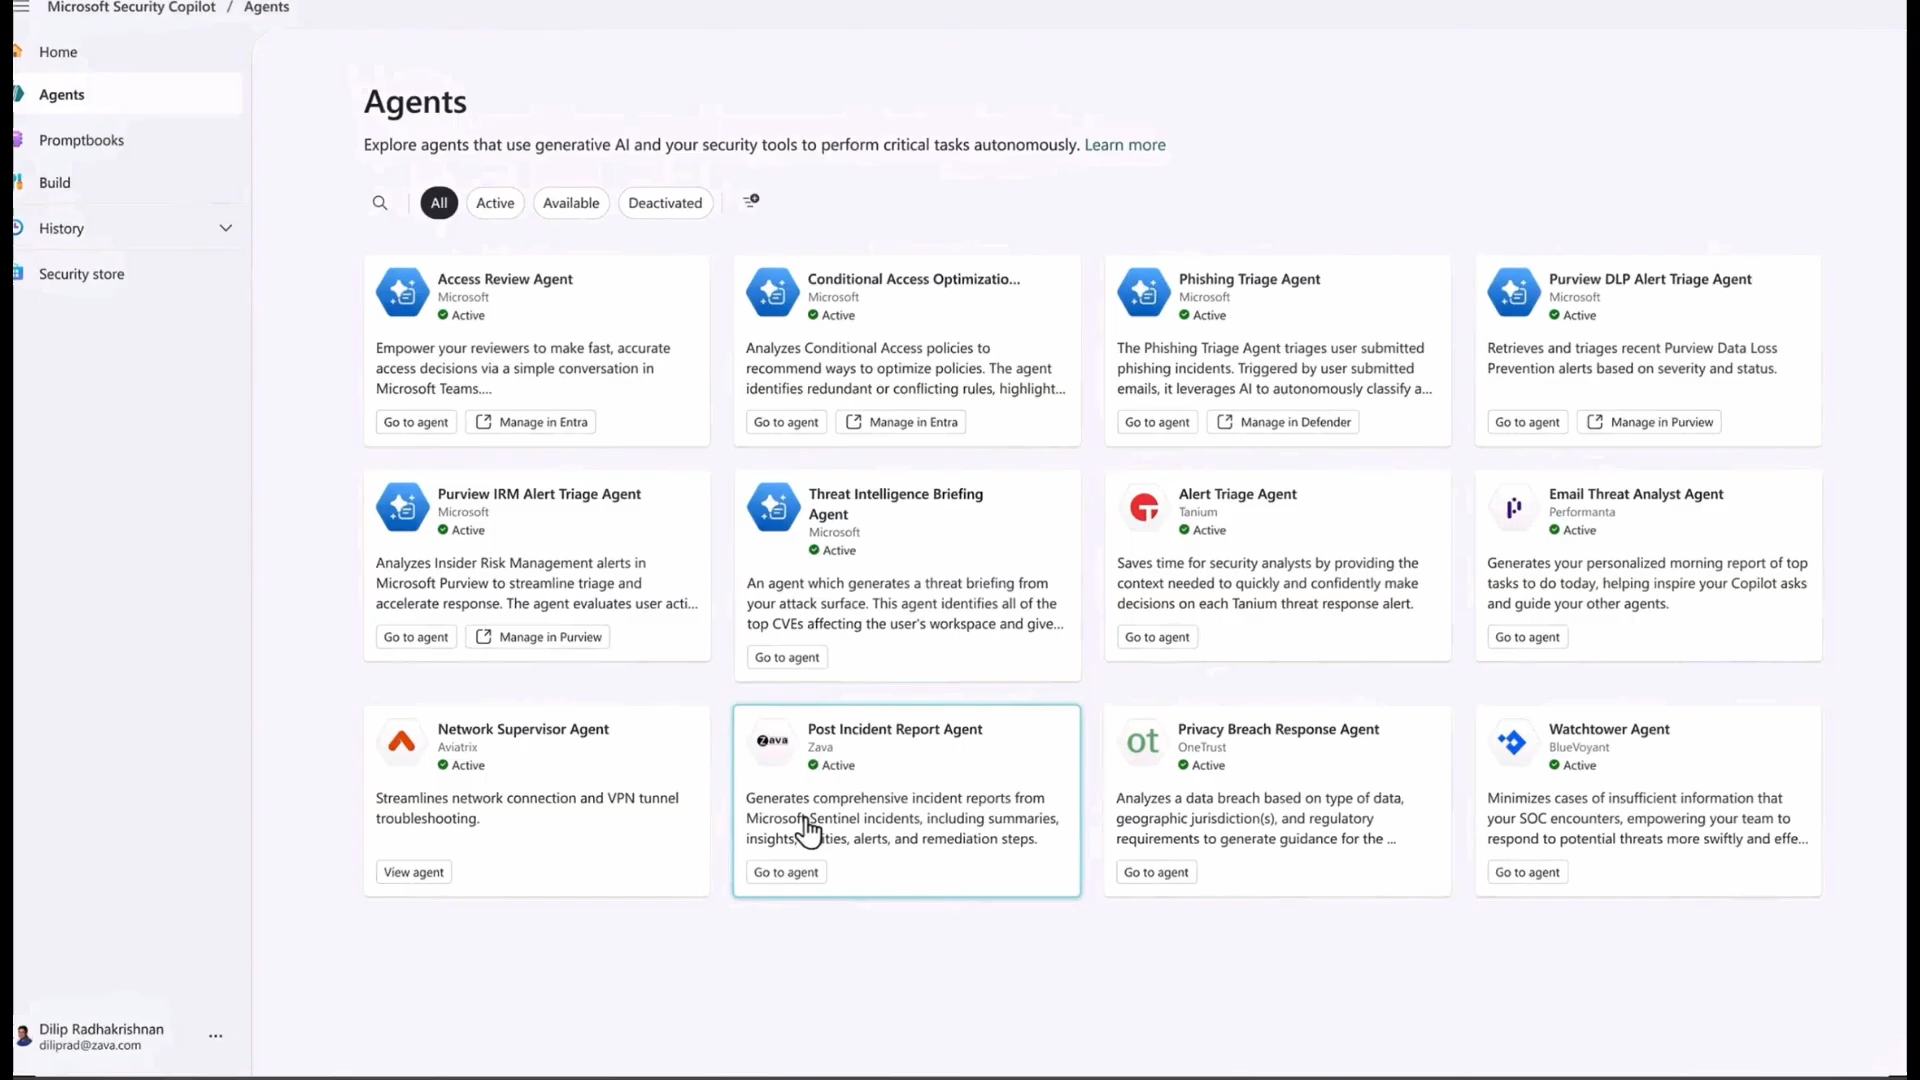 Microsoft Security Copilot / Agents
Home
Agents
Promptbooks
Build
History
Security store
Agents
Explore agents that use generative AI and your security tools to perform critical tasks autonomously. Learn more
All
Active
Available
Deactivated
Access Review Agent
Microsoft
Active
Empower your reviewers to make fast, accurate
access decisions via a simple conversation in
Microsoft Teams....
Go to agent
Manage in Entra
Conditional Access Optimizatio...
Microsoft
Active
Analyzes Conditional Access policies to
recommend ways to optimize policies. The agent
identifies redundant or conflicting rules, highlight...
Go to agent
Manage in Entra
Phishing Triage Agent
Microsoft
Active
The Phishing Triage Agent triages user submitted
phishing incidents. Triggered by user submitted
emails, it leverages AI to autonomously classify a...
Go to agent
Manage in Defender
Purview DLP Alert Triage Agent
Microsoft
Active
Retrieves and triages recent Purview Data Loss
Prevention alerts based on severity and status.
Go to agent
Manage in Purview
Purview IRM Alert Triage Agent
Microsoft
Active
Analyzes Insider Risk Management alerts in
Microsoft Purview to streamline triage and
accelerate response. The agent evaluates user acti...
Go to agent
Manage in Purview
Threat Intelligence Briefing
Agent
Microsoft
Active
An agent which generates a threat briefing from
your attack surface. This agent identifies all of the
top CVEs affecting the user's workspace and give...
Go to agent
Alert Triage Agent
Tanium
Active
Saves time for security analysts by providing the
context needed to quickly and confidently make
decisions on each Tanium threat response alert.
Go to agent
Email Threat Analyst Agent
Performanta
Active
Generates your personalized morning report of top
tasks to do today, helping inspire your Copilot asks
and guide your other agents.
Go to agent
Network Supervisor Agent
Aviatrix
Active
Streamlines network connection and VPN tunnel
troubleshooting.
View agent
zava
Post Incident Report Agent
Zava
Active
Generates comprehensive incident reports from
Microsoft Sentinel incidents, including summaries,
insights, alerts, and remediation steps.
Go to agent
ot
Privacy Breach Response Agent
OneTrust
Active
Analyzes a data breach based on type of data,
geographic jurisdiction(s), and regulatory
requirements to generate guidance for the ...
Go to agent
Watchtower Agent
BlueVoyant
Active
Minimizes cases of insufficient information that
your SOC encounters, empowering your team to
respond to potential threats more swiftly and effe...
Go to agent
Dilip Radhakrishnan
diliprad@zava.com
...